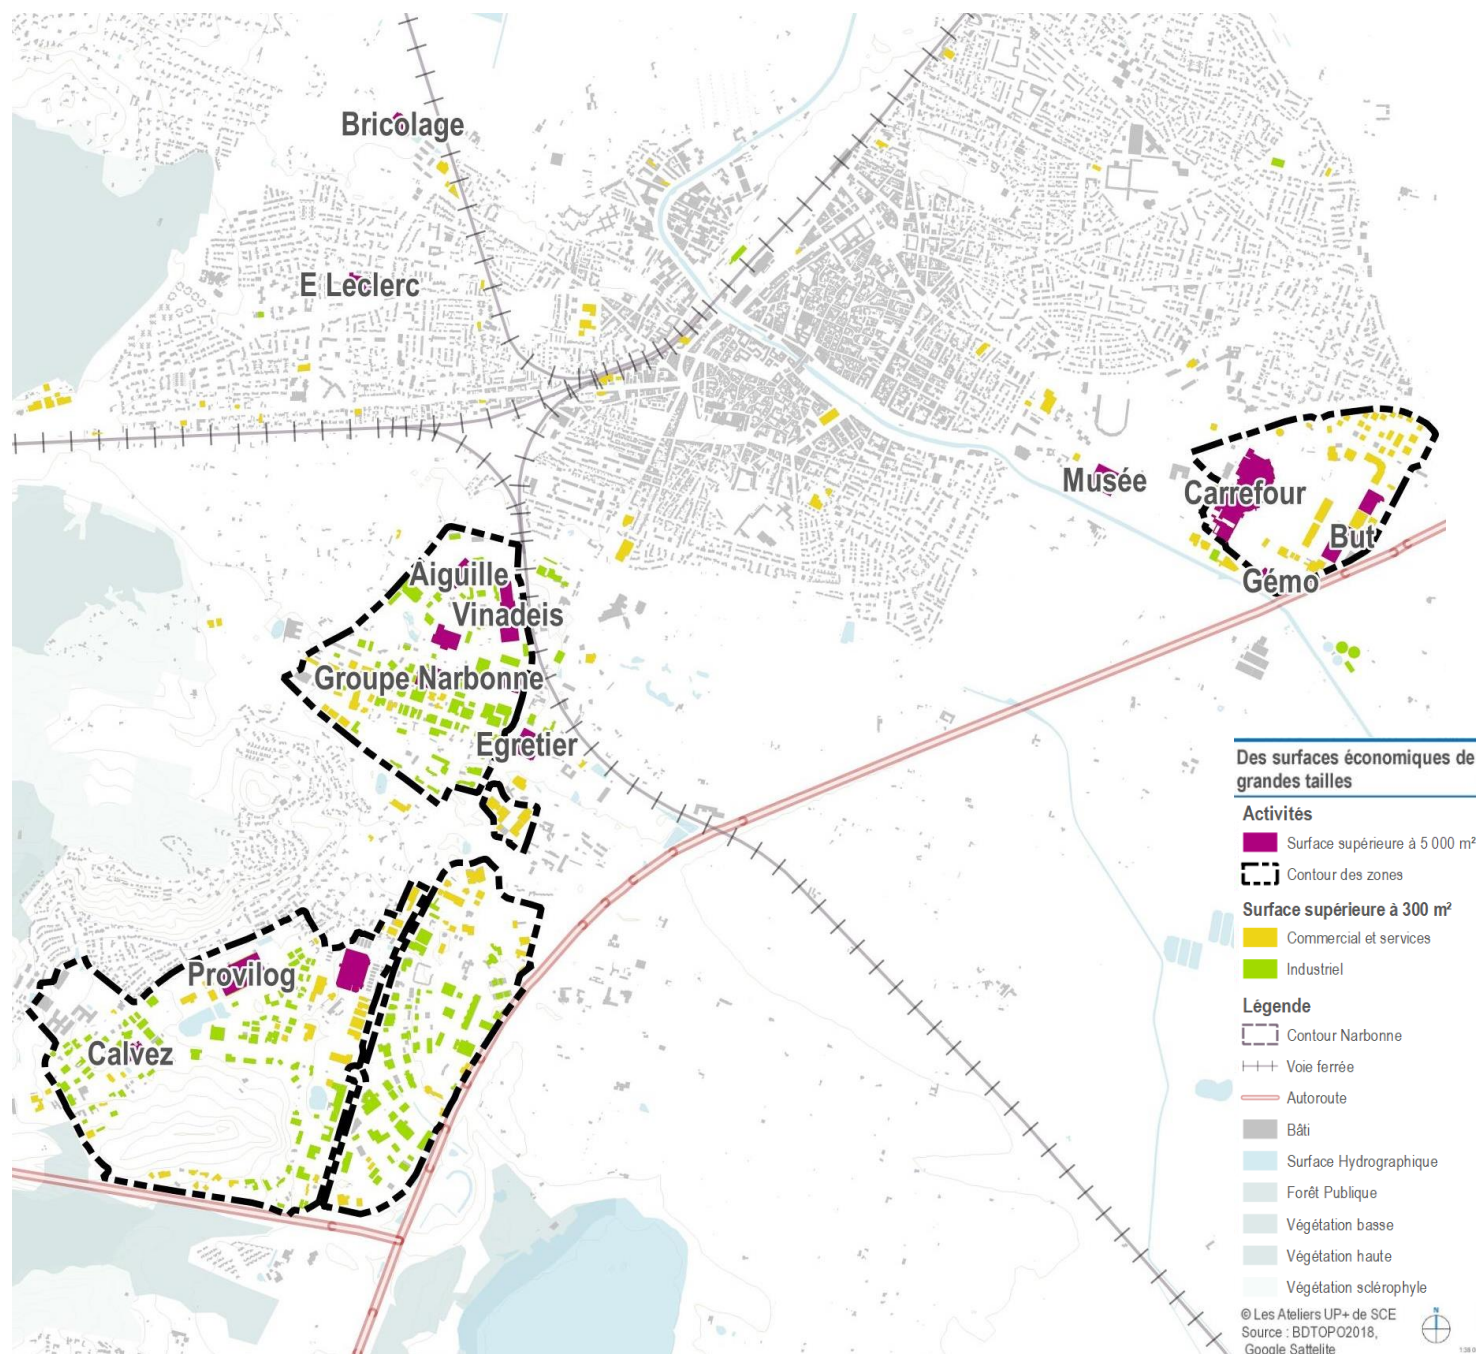 Bricolage
E Leclerc
Musée
Carrefour
But
Gémo
Aiguille
Vinadeis
Groupe Narbonne
Egretier
Provilog
Calvez
Des surfaces économiques de
grandes tailles
Activités
Surface supérieure à 5 000 m²
Contour des zones
Surface supérieure à 300 m²
Commercial et services
Industriel
Légende
Contour Narbonne
Voie ferrée
Autoroute
Bâti
Surface Hydrographique
Forêt Publique
Végétation basse
Végétation haute
Végétation sclérophyle
© Les Ateliers UP+ de SCE
Source : BDTOPO2018,
Google Sattelite
N